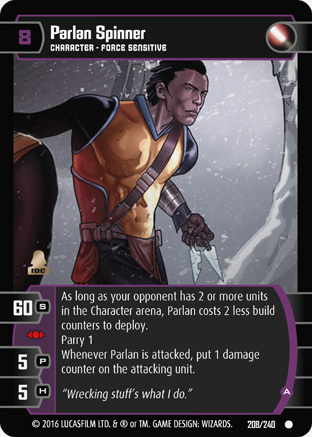 8
Parlan Spinner
CHARACTER - FORCE SENSITIVE
IDC
60 S
5 P
5 H
As long as your opponent has 2 or more units
in the Character arena, Parlan costs 2 less build
counters to deploy.
Parry 1
Whenever Parlan is attacked, put 1 damage
counter on the attacking unit.
“Wrecking stuff’s what I do.”
A
© 2016 LUCASFILM LTD. & ® or TM. GAME DESIGN: WIZARDS.
208/240